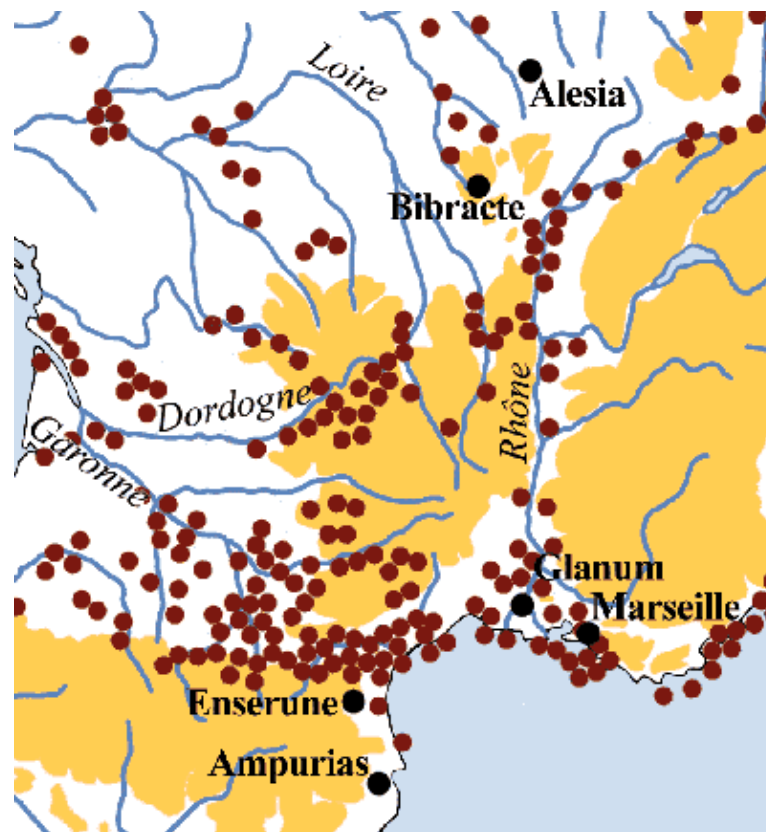 Loire
Alesia
Bibracte
Dordogne
Rhône
Garonne
Glanum
Marseille
Enserune
Ampurias